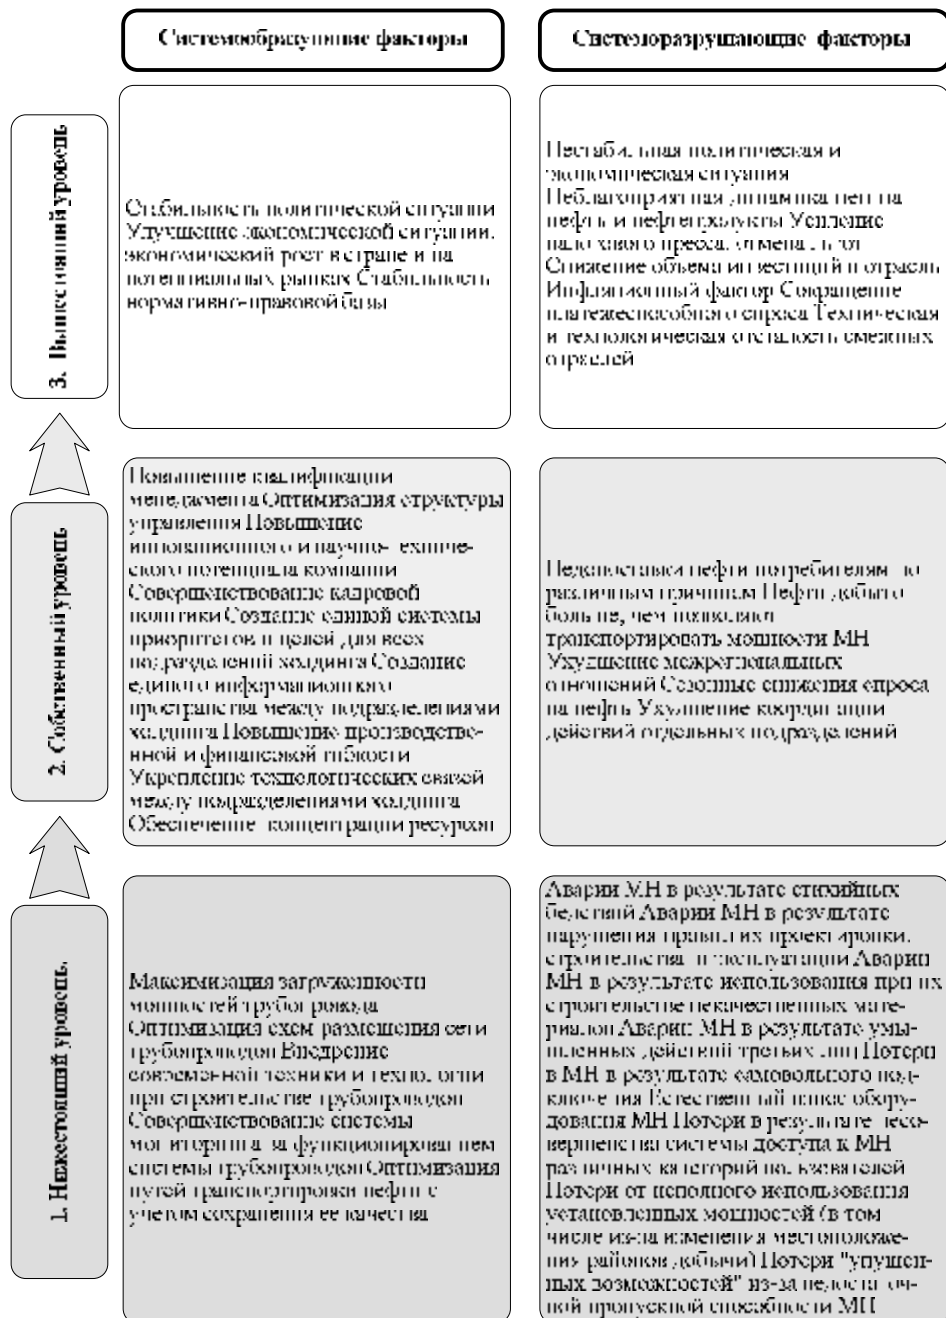 Системообразующие факторы
Системоразрушающие факторы
3. Вышестоящий уровень
Стабильность политической ситуации
Улучшение экономической ситуации,
экономический рост в стране и на
потенциальных рынках Стабильность
нормативно-правовой базы
Нестабильная политическая и
экономическая ситуация
Неблагоприятная динамика цен на
нефть и нефтепродукты Усиление
налогового пресса, отмена льгот
Снижение объема инвестиций в отрасль
Инфляционный фактор Сокращение
платежеспособного спроса Техническая
и технологическая отсталость смежных
отраслей
2. Собственный уровень
Повышение квалификации
менеджмента Оптимизация структуры
управления Повышение
инновационного и научно-техниче-
ского потенциала компании
Совершенствование кадровой
политики Создание единой системы
приоритетов и целей для всех
подразделений холдинга Создание
единого информационного
пространства между подразделениями
холдинга Повышение производстве-
нной и финансовой гибкости
Укрепление технологических связей
между подразделениями холдинга
Обеспечение концентрации ресурсов
Недопоставки нефти потребителям по
различным причинам Нефти добыто
больше, чем позволяют
транспортировать мощности МН
Ухудшение межрегиональных
отношений Сезонные снижения спроса
на нефть Ухудшение координации
действий отдельных подразделений
1. Нижестоящий уровень.
Максимизация загруженности
мощностей трубопровода
Оптимизация схем размещения сети
трубопроводов Внедрение
современной техники и технологии
при строительстве трубопроводов
Совершенствование системы
мониторинга за функционированием
системы трубопроводов Оптимизация
путей транспортировки нефти с
учетом сохранения ее качества
Аварии МН в результате стихийных
бедствий Аварии МН в результате
нарушения правил их проектировки,
строительства и эксплуатации Аварии
МН в результате использования при их
строительстве некачественных мате-
риалов Аварии МН в результате умы-
шленных действий третьих лиц Потери
в МН в результате самовольного под-
ключения Естественный износ обору-
дования МН Потери в результате несо-
вершенства системы доступа к МН
различных категорий пользователей
Потери от неполного использования
установленных мощностей (в том
числе из-за изменения местоположе-
ния районов добычи) Потери "упущен-
ных возможностей" из-за недостаточ-
ной пропускной способности МН